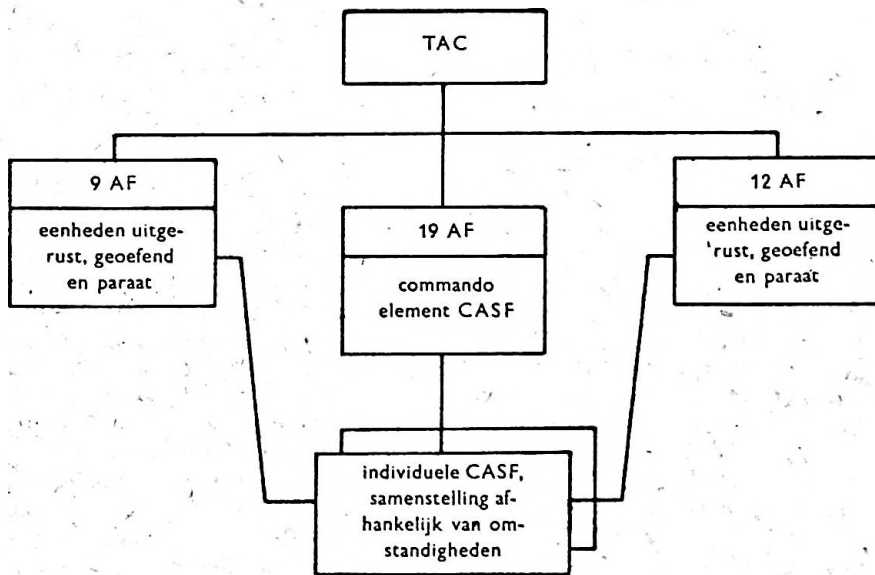 TAC
9 AF
eenheden uitge-
rust, geoefend
en paraat
19 AF
commando
element CASF
12 AF
eenheden uitge-
rust, geoefend
en paraat
individuele CASF,
samenstelling af-
hankelijk van om-
standigheden